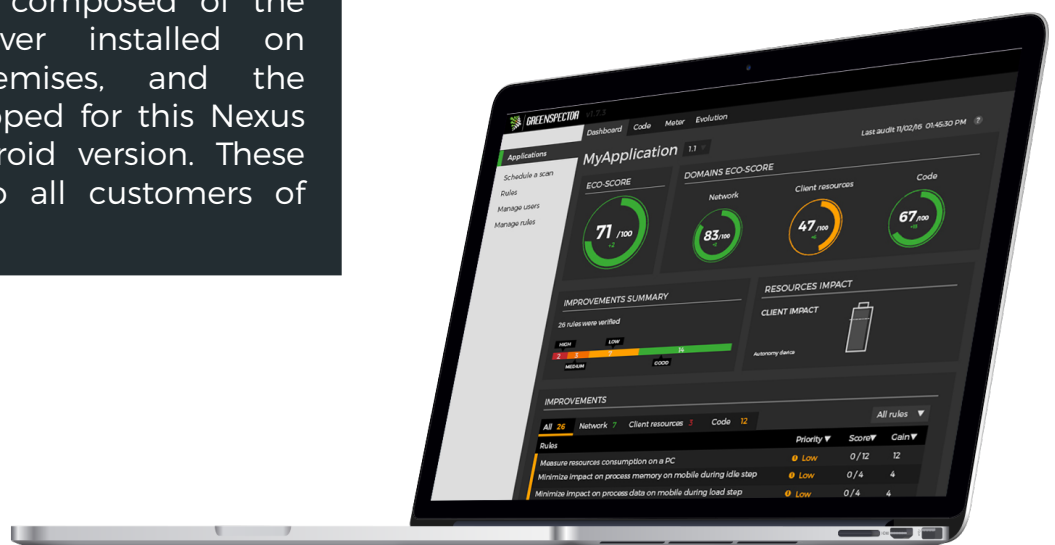 composed of the
ver installed on
emises, and the
ped for this Nexus
roid version. These
o all customers of
GREENSPECTOR v1.7.3
Dashboard Code Meter Evolution
Last audit 11/02/16 01:45:30 PM ?
Applications
Schedule a scan
Rules
Manage users
Manage rules
MyApplication 1.1
ECO-SCORE
71 /100
+2
DOMAINS ECO-SCORE
Network
83 /100
Client resources
47 /100
Code
67 /100
IMPROVEMENTS SUMMARY
26 rules were verified
HIGH LOW
2 3 7 14
MEDIUM GOOD
RESOURCES IMPACT
CLIENT IMPACT
Autonomy
IMPROVEMENTS
All 26 Network 7 Client resources 3 Code 12
All rules
Rules Priority Score Gain
Measure resources consumption on a PC Low 0/12 12
Minimize impact on process memory on mobile during idle step Low 0/4 4
Minimize impact on process data on mobile during load step Low 0/4 4